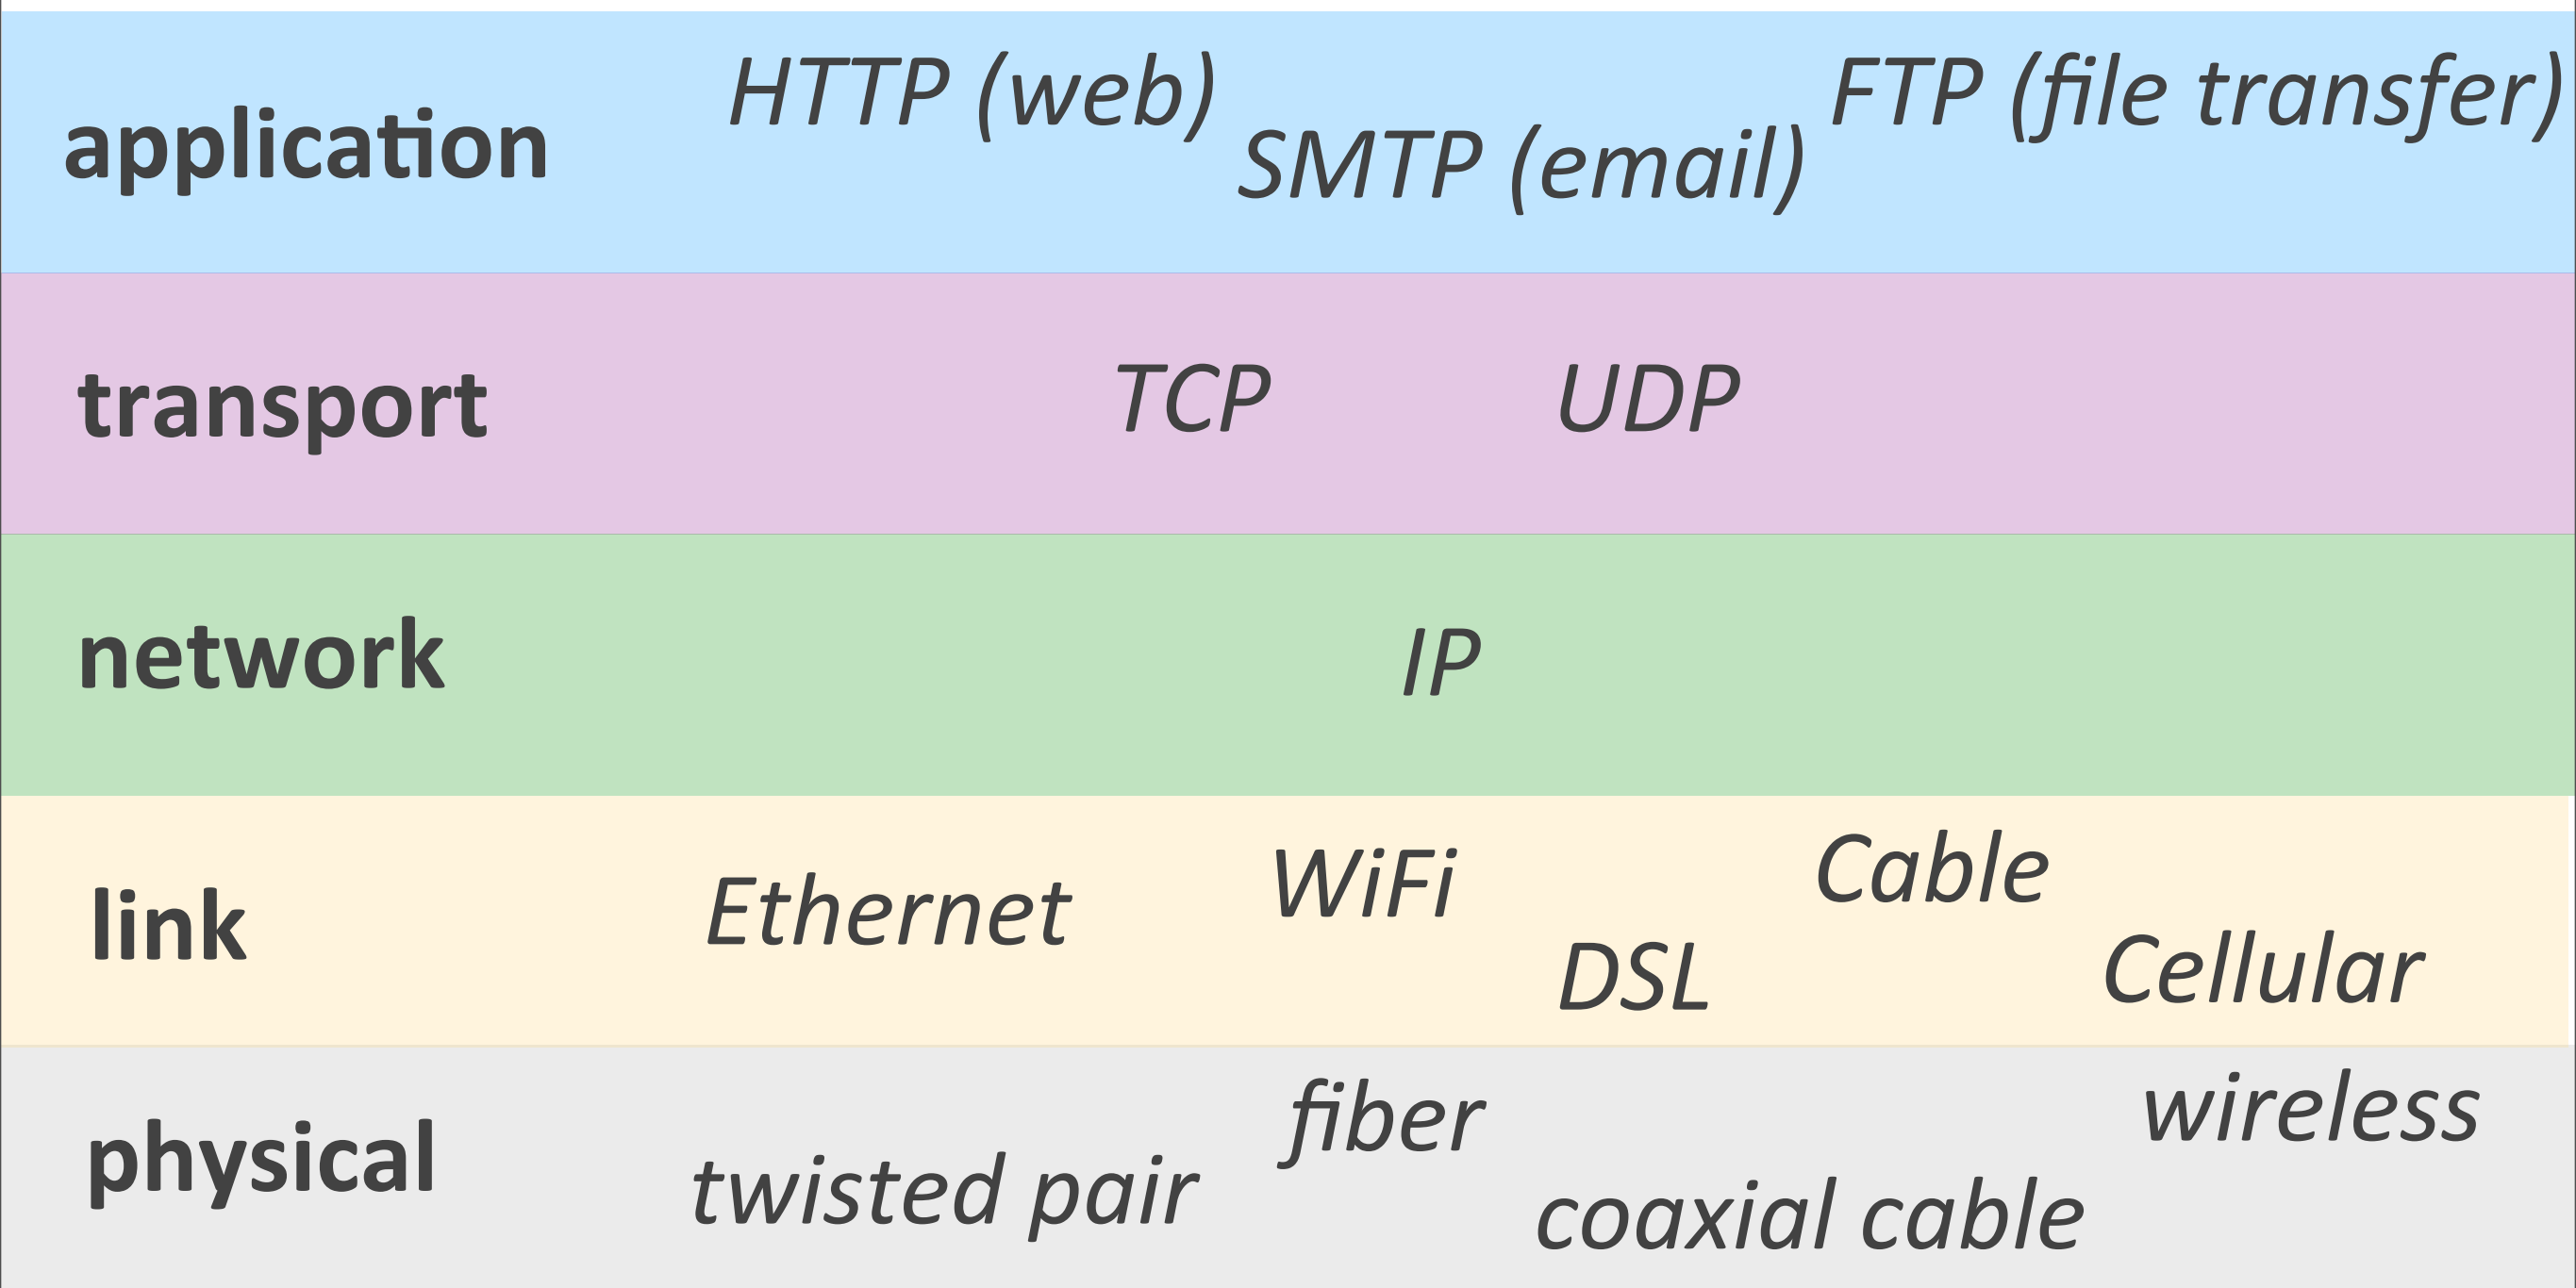 application
HTTP (web)
SMTP (email)
FTP (file transfer)
transport
TCP
UDP
network
IP
link
Ethernet
WiFi
DSL
Cable
Cellular
physical
twisted pair
fiber
coaxial cable
wireless